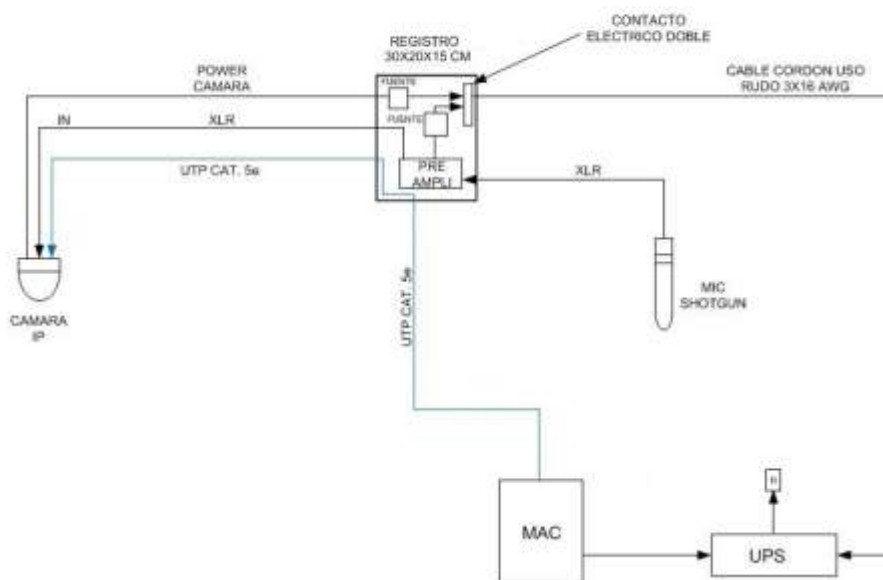 CONTACTO
ELECTRICO DOBLE
REGISTRO
30X20X15 CM
POWER
CAMARA
FUENTE
CABLE CORDON USO
RUDO 3X16 AWG
IN
XLR
FUENTE
UTP CAT. 5e
PRE
AMPLI
XLR
UTP CAT. 5e
MIC
SHOTGUN
CAMARA
IP
MAC
UPS